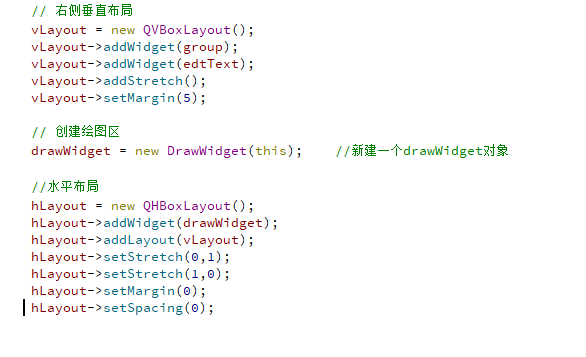 // 右侧垂直布局
vLayout = new QVBoxLayout();
vLayout->addWidget(group);
vLayout->addWidget(edtText);
vLayout->addStretch();
vLayout->setMargin(5);
// 创建绘图区
drawWidget = new DrawWidget(this);    //新建一个drawWidget对象
//水平布局
hLayout = new QHBoxLayout();
hLayout->addWidget(drawWidget);
hLayout->addLayout(vLayout);
hLayout->setStretch(0,1);
hLayout->setStretch(1,0);
hLayout->setMargin(0);
hLayout->setSpacing(0);